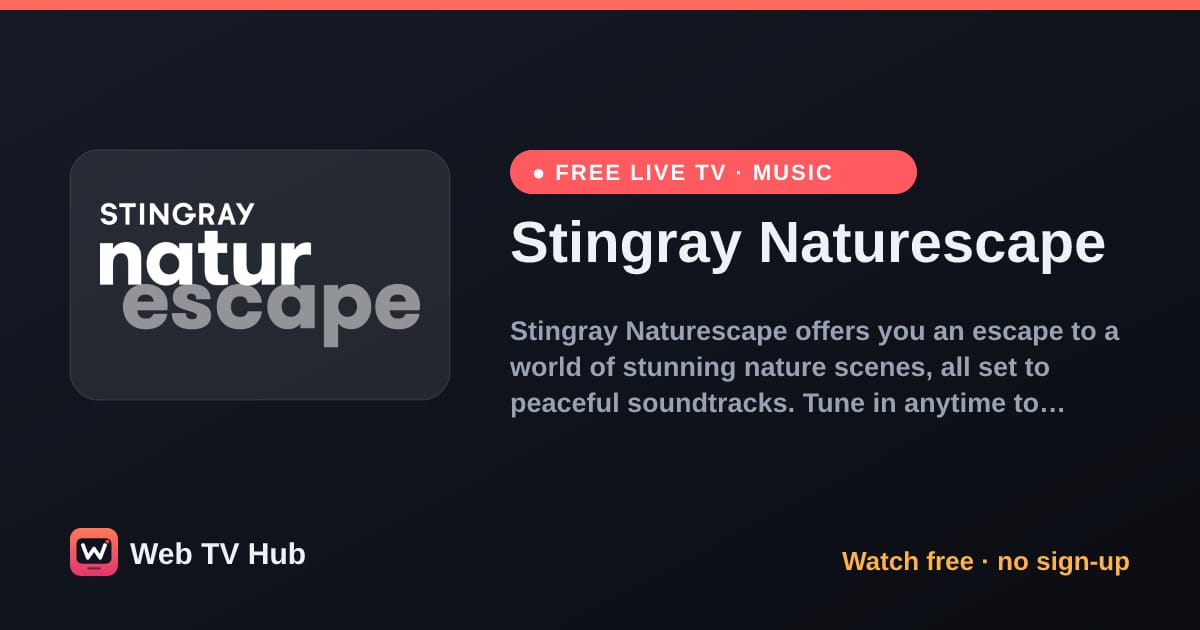 STINGRAY
natur
escape
FREE LIVE TV · MUSIC
Stingray Naturescape
Stingray Naturescape offers you an escape to a
world of stunning nature scenes, all set to
peaceful soundtracks. Tune in anytime to…
W
Web TV Hub
Watch free · no sign-up